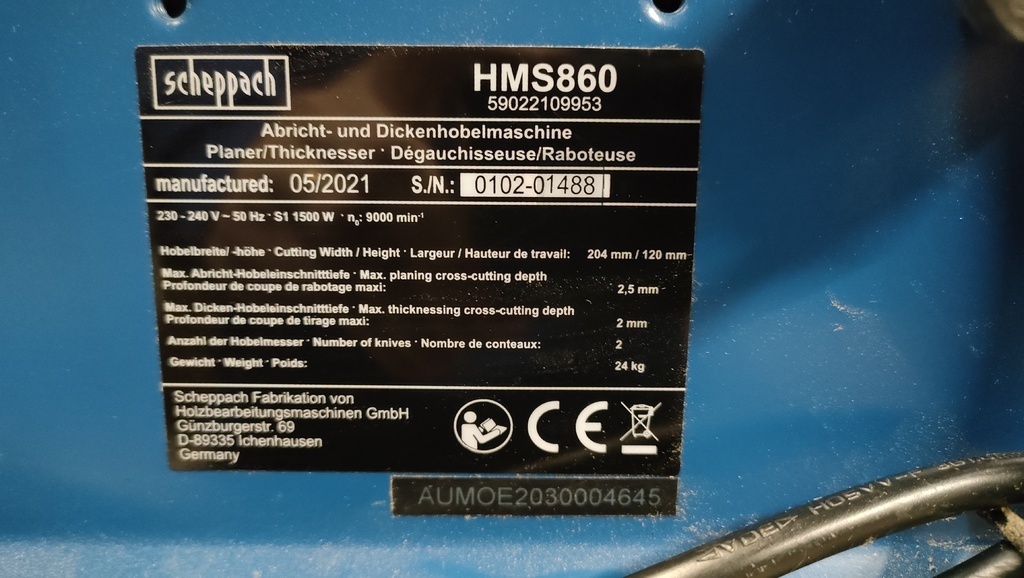 scheppach
HMS860
59022109953
Abricht- und Dickenhobelmaschine
Planer/Thicknesser · Dégauchisseuse/Raboteuse
manufactured: 05/2021 S./N.: 0102-01488
230 - 240 V ~ 50 Hz · S1 1500 W · n₀: 9000 min⁻¹
Hobelbreite/ -höhe · Cutting Width / Height · Largeur / Hauteur de travail: 204 mm / 120 mm
Max. Abricht-Hobeleinschnitttiefe · Max. planing cross-cutting depth
Profondeur de coupe de rabotage maxi: 2,5 mm
Max. Dicken-Hobeleinschnitttiefe · Max. thicknessing cross-cutting depth
Profondeur de coupe de tirage maxi: 2 mm
Anzahl der Hobelmesser · Number of knives · Nombre de conteaux: 2
Gewicht · Weight · Poids: 24 kg
Scheppach Fabrikation von
Holzbearbeitungsmaschinen GmbH
Günzburgerstr. 69
D-89335 Ichenhausen
Germany
CE
AUMOE2030004645
VDE H05VV-F 3G